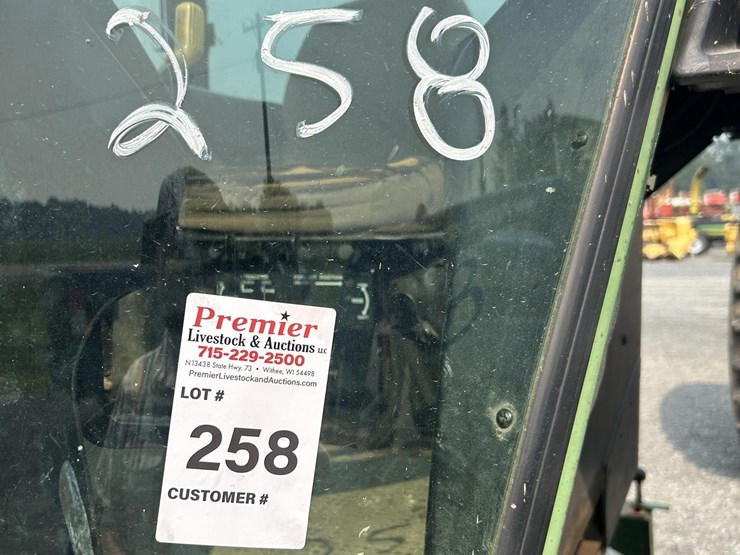 258
Premier
Livestock & Auctions LLC
715-229-2500
N13438 State Hwy. 73 • Withee, WI 54498
PremierLivestockandAuctions.com
LOT #
258
CUSTOMER #